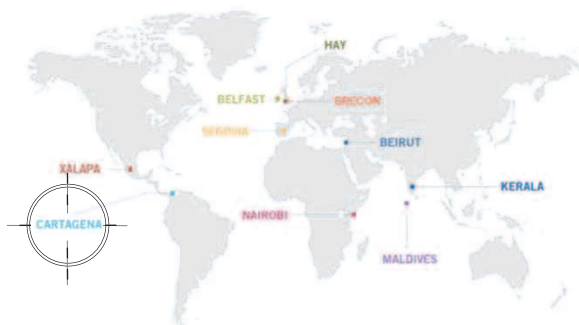 HAY
BELFAST
BRECON
SEGOVIA
BEIRUT
XALAPA
KERALA
CARTAGENA
NAIROBI
MALDIVES